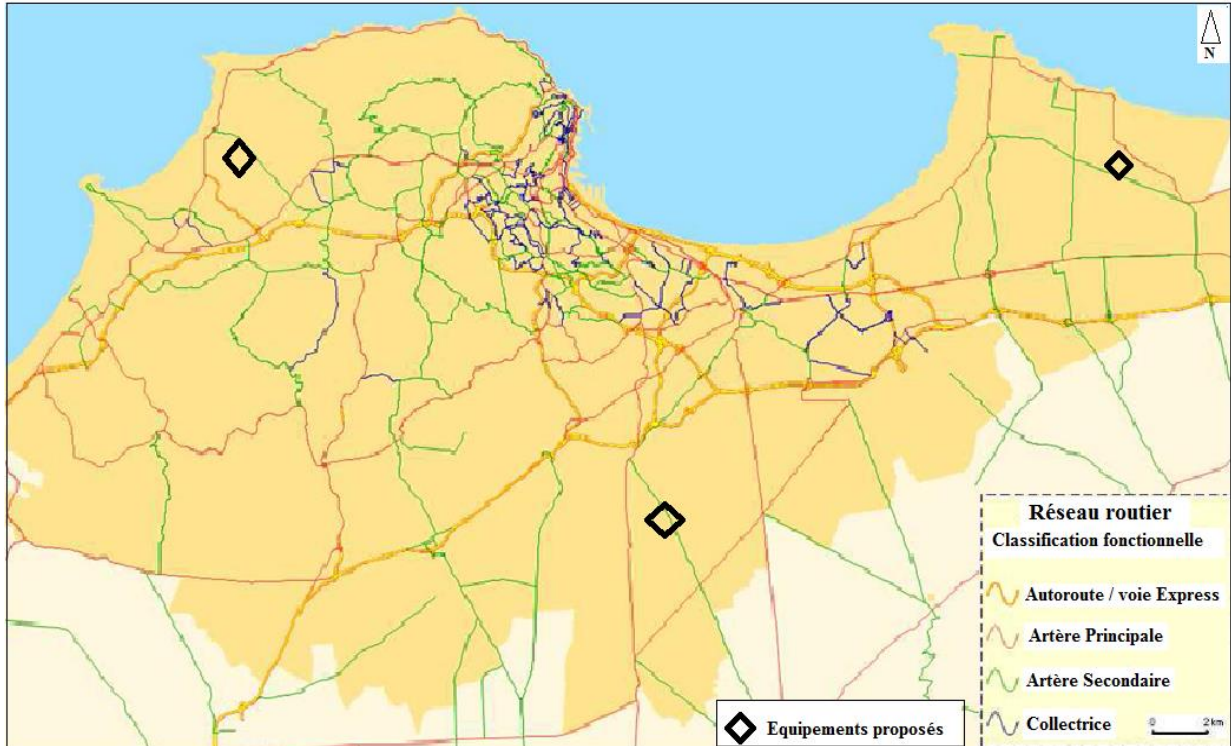 N
Réseau routier
Classification fonctionnelle
Autoroute / voie Express
Artère Principale
Artère Secondaire
Collectrice
0 2km
Equipements proposés